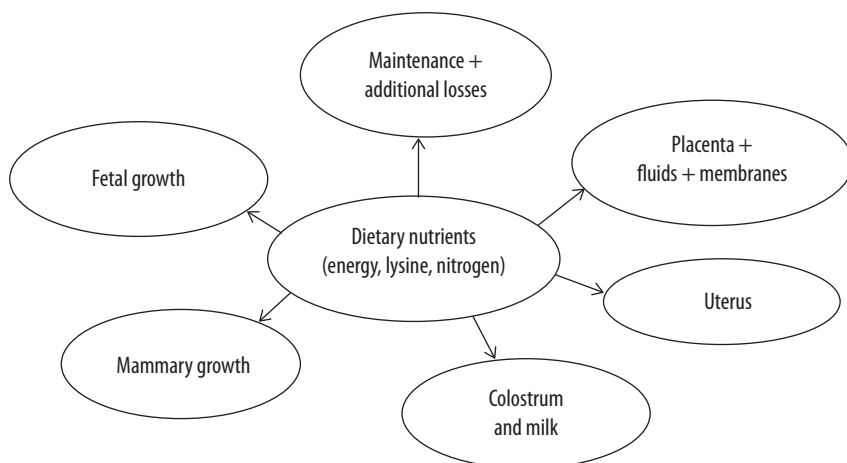 Maintenance +
additional losses
Placenta +
fluids + membranes
Fetal growth
Dietary nutrients
(energy, lysine, nitrogen)
Uterus
Mammary growth
Colostrum
and milk